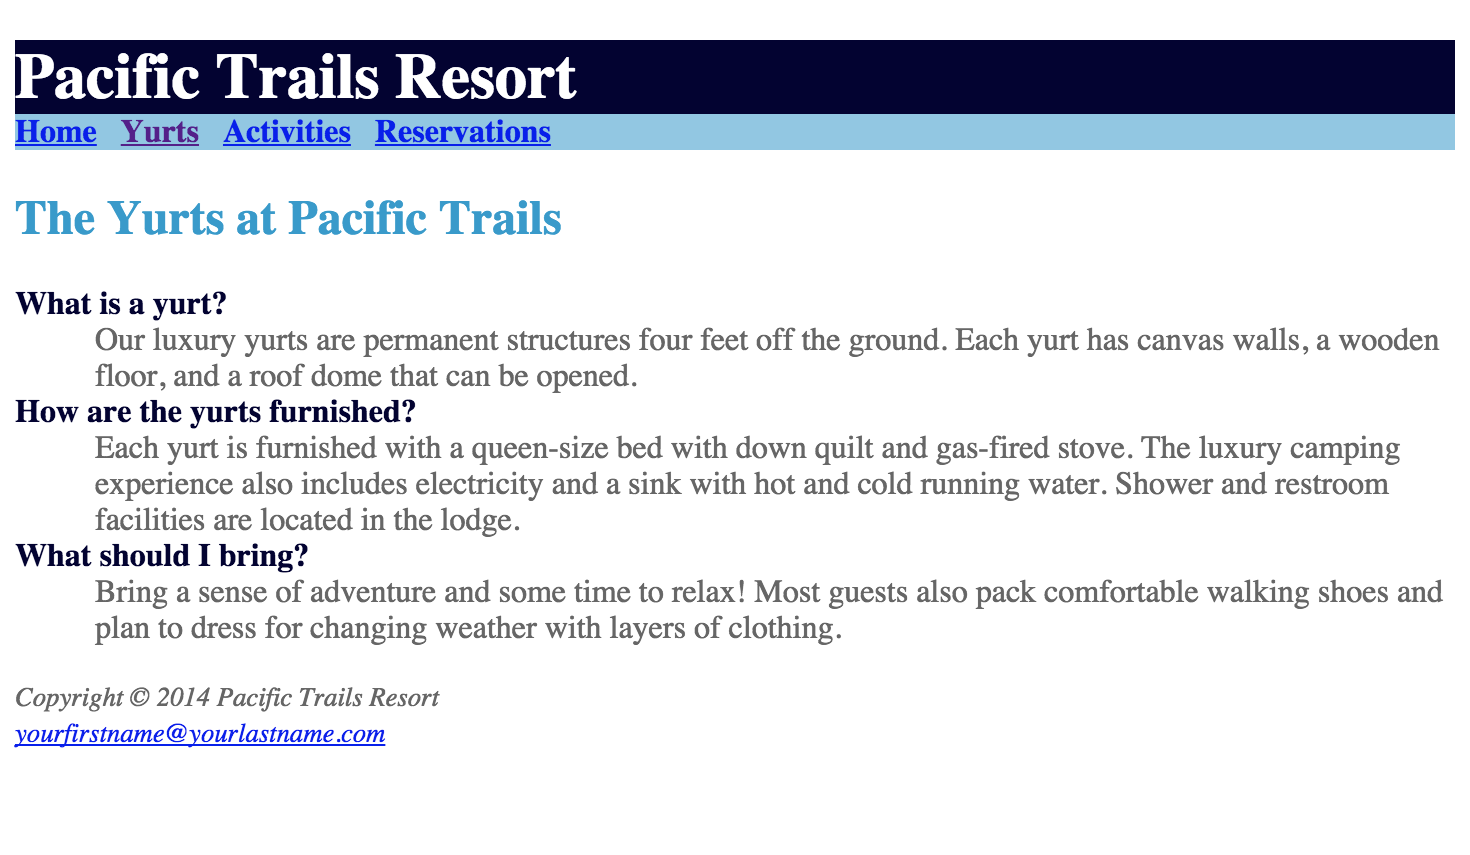 Pacific Trails Resort
Home Yurts Activities Reservations
The Yurts at Pacific Trails
What is a yurt?
Our luxury yurts are permanent structures four feet off the ground. Each yurt has canvas walls, a wooden
floor, and a roof dome that can be opened.
How are the yurts furnished?
Each yurt is furnished with a queen-size bed with down quilt and gas-fired stove. The luxury camping
experience also includes electricity and a sink with hot and cold running water. Shower and restroom
facilities are located in the lodge.
What should I bring?
Bring a sense of adventure and some time to relax! Most guests also pack comfortable walking shoes and
plan to dress for changing weather with layers of clothing.
Copyright © 2014 Pacific Trails Resort
yourfirstname@yourlastname.com